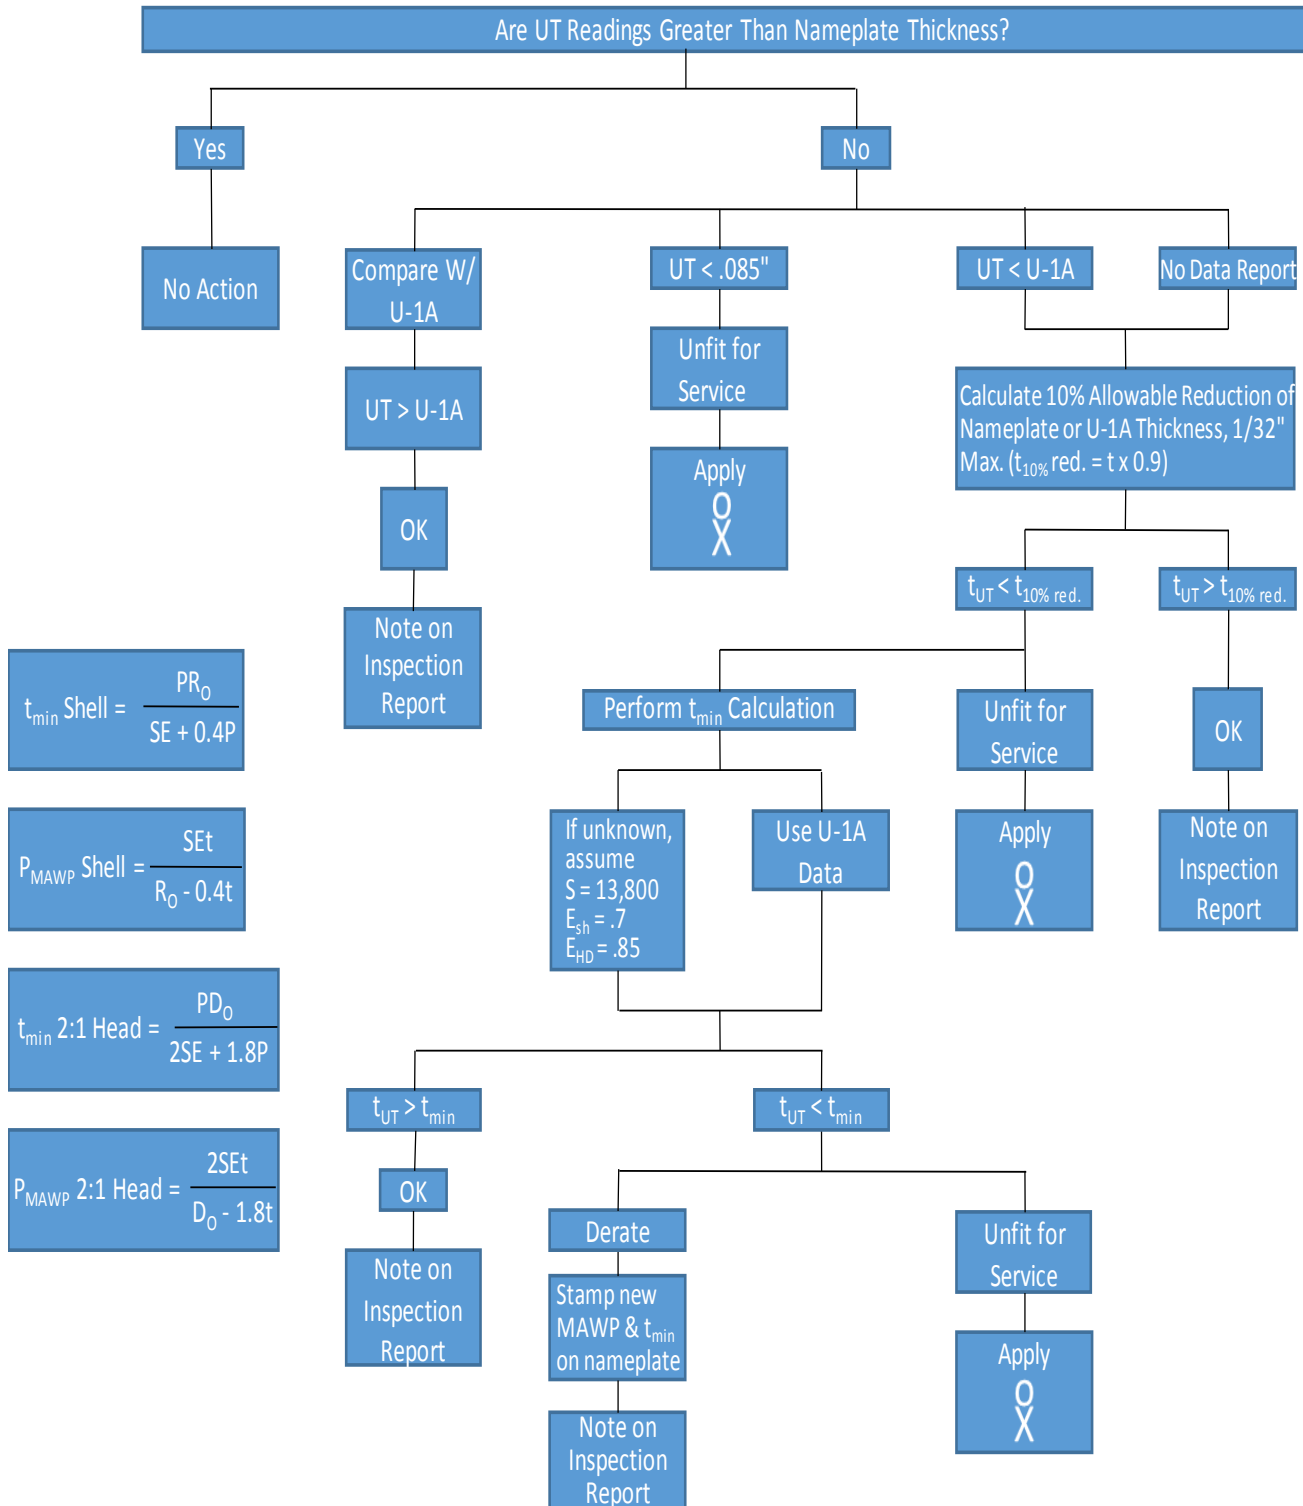 Are UT Readings Greater Than Nameplate Thickness?
Yes
No
No Action
Compare W/
U-1A
UT < .085"
UT < U-1A
No Data Report
UT > U-1A
Unfit for
Service
Calculate 10% Allowable Reduction of
Nameplate or U-1A Thickness, 1/32"
Max. (t10% red. = t x 0.9)
OK
Apply
O
X
tUT < t10% red.
tUT > t10% red.
Note on
Inspection
Report
Perform tmin Calculation
Unfit for
Service
OK
If unknown,
assume
S = 13,800
Esh = .7
EHD = .85
Use U-1A
Data
Apply
O
X
Note on
Inspection
Report
tmin Shell = PRO
SE + 0.4P
PMAWP Shell = SEt
RO - 0.4t
tmin 2:1 Head = PDO
2SE + 1.8P
PMAWP 2:1 Head = 2SEt
DO - 1.8t
tUT > tmin
tUT < tmin
OK
Note on
Inspection
Report
Derate
Unfit for
Service
Stamp new
MAWP & tmin
on nameplate
Apply
O
X
Note on
Inspection
Report